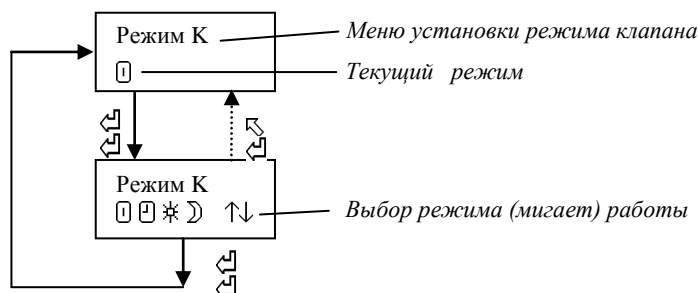 Режим K
Меню установки режима клапана
Текущий режим
Режим K
Выбор режима (мигает) работы